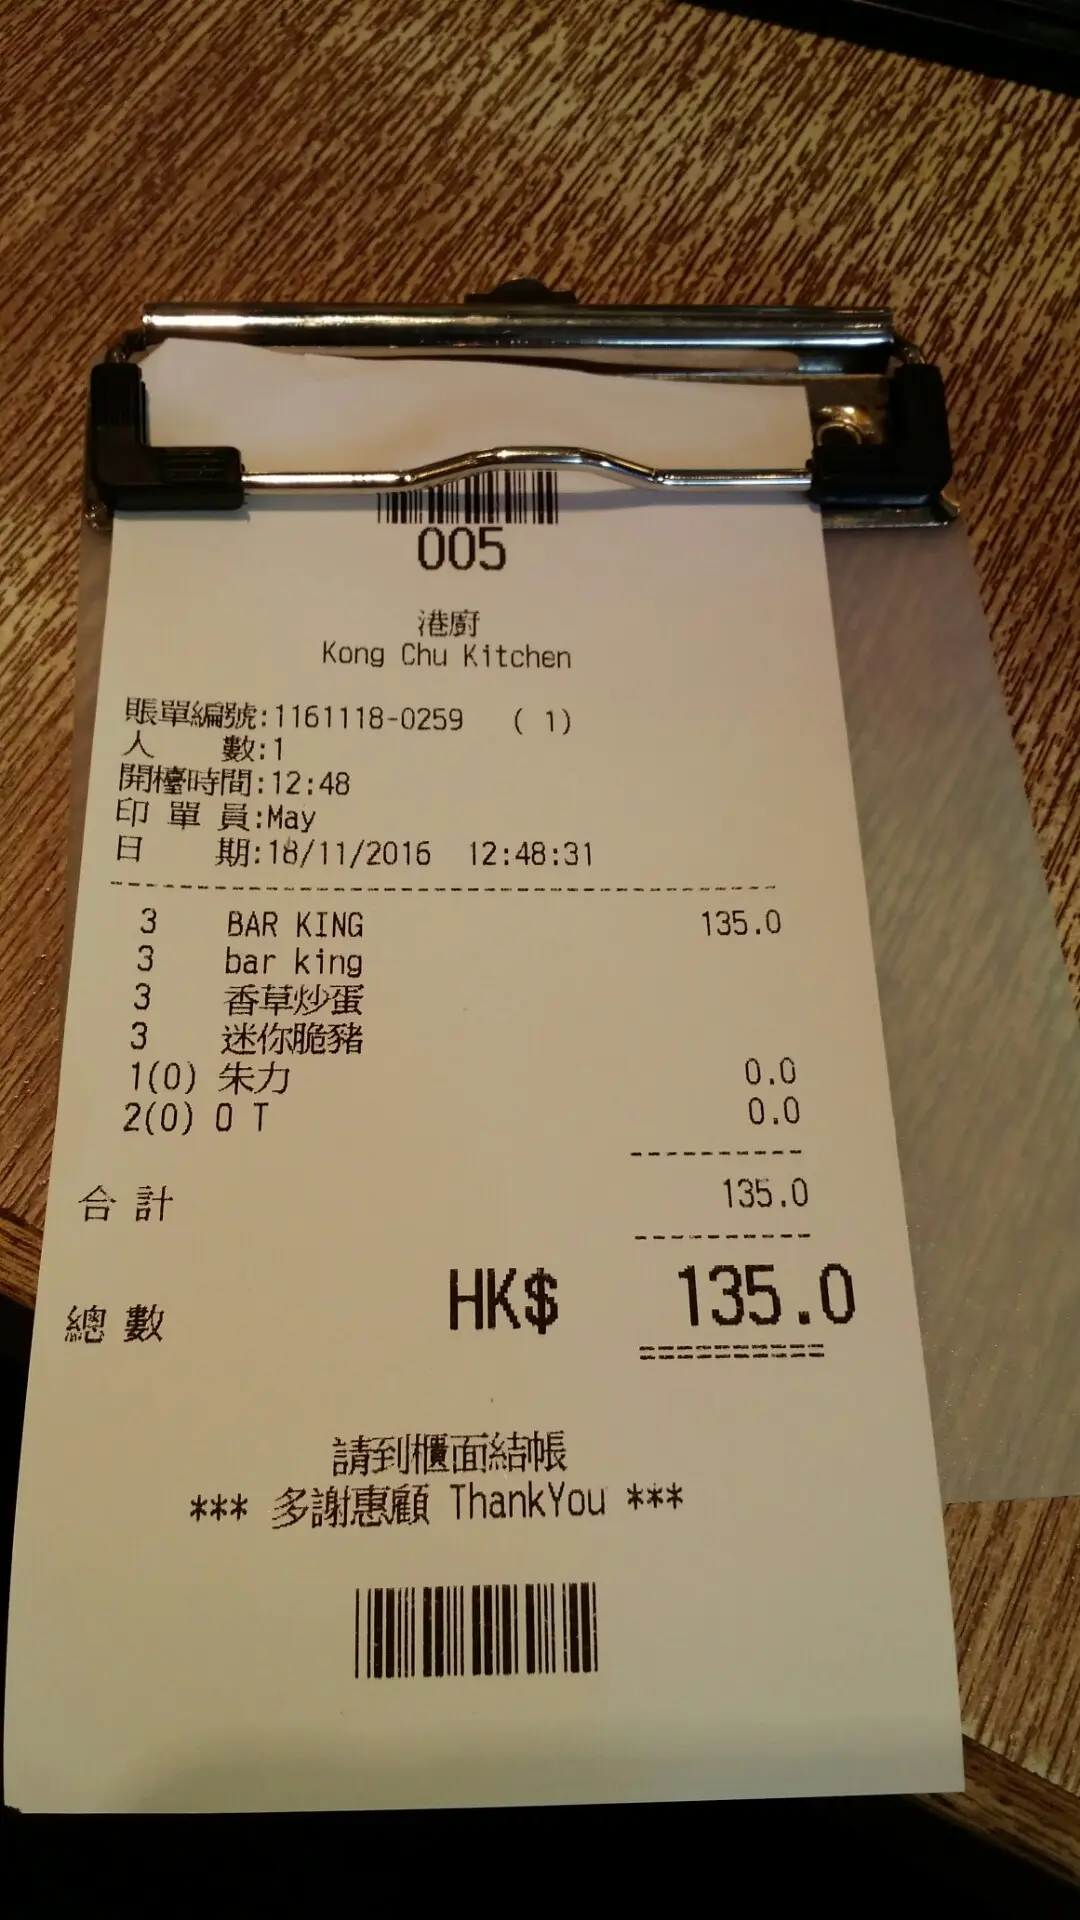 005
港廚
Kong Chu Kitchen
賬單編號:1161118-0259 ( 1)
人 數:1
開檯時間:12:48
印 單 員:May
日 期:18/11/2016 12:48:31
3 BAR KING 135.0
3 bar king
3 香草炒蛋
3 迷你脆豬
1(0) 朱力 0.0
2(0) O T 0.0
合 計 135.0
總 數 HK$ 135.0
請到櫃面結帳
*** 多謝惠顧 ThankYou ***